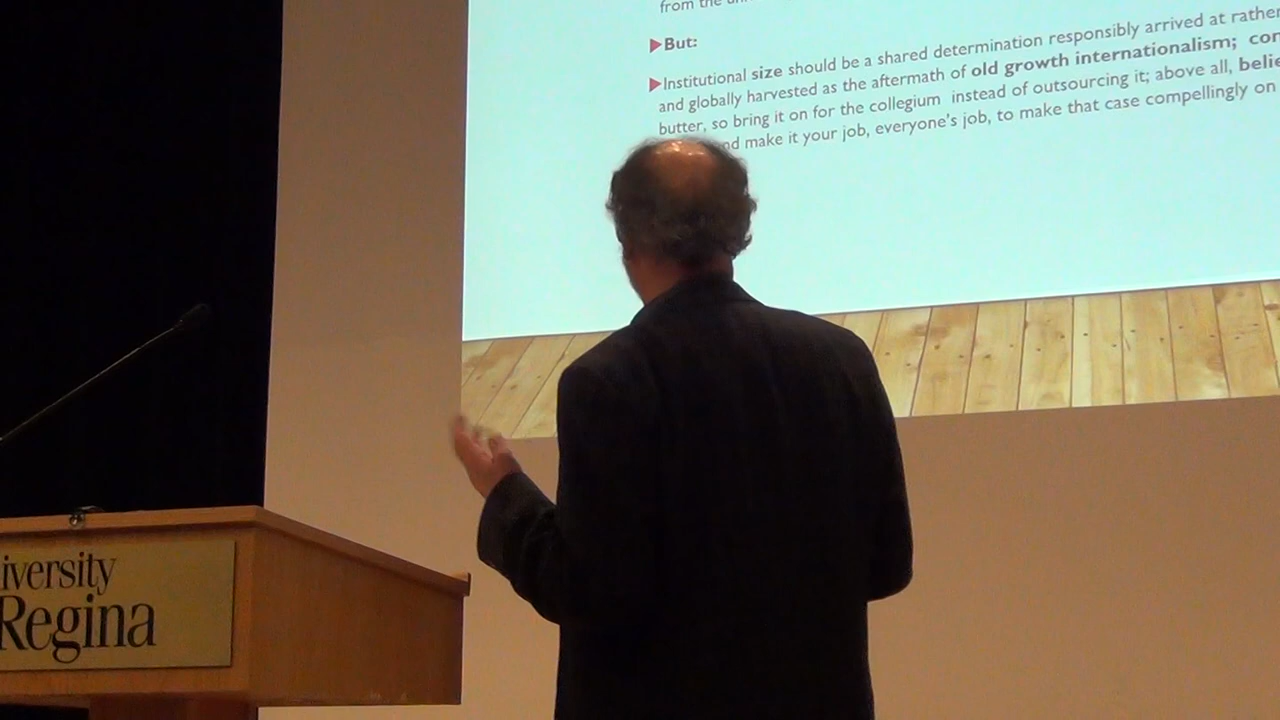 from the
▶But:
▶Institutional size should be a shared determination responsibly arrived at rather
and globally harvested as the aftermath of old growth internationalism; con
butter, so bring it on for the collegium instead of outsourcing it; above all, belie
nd make it your job, everyone's job, to make that case compellingly on
iversity
Regina